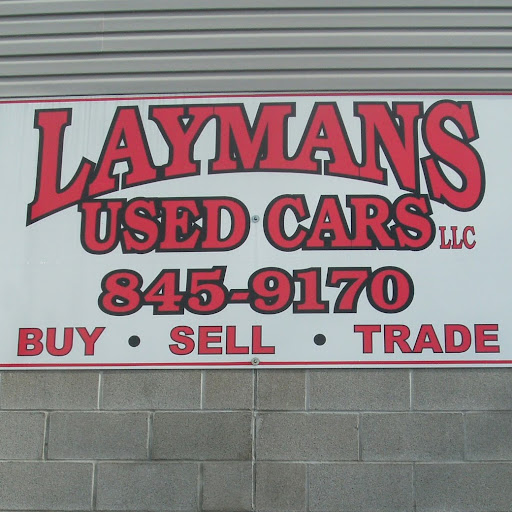 LAYMANS
USED CARS LLC
845-9170
BUY • SELL • TRADE